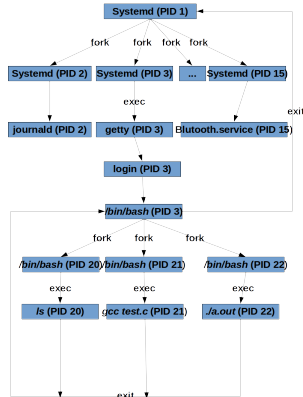 Systemd (PID 1)
fork fork fork fork
Systemd (PID 2) Systemd (PID 3) ... Systemd (PID 15)
exec
exit
journald (PID 2) getty (PID 3) Blutooth.service (PID 15)
login (PID 3)
/bin/bash (PID 3)
fork fork fork
/bin/bash (PID 20) /bin/bash (PID 21) /bin/bash (PID 22)
exec exec exec
ls (PID 20) gcc test.c (PID 21) ./a.out (PID 22)
exit